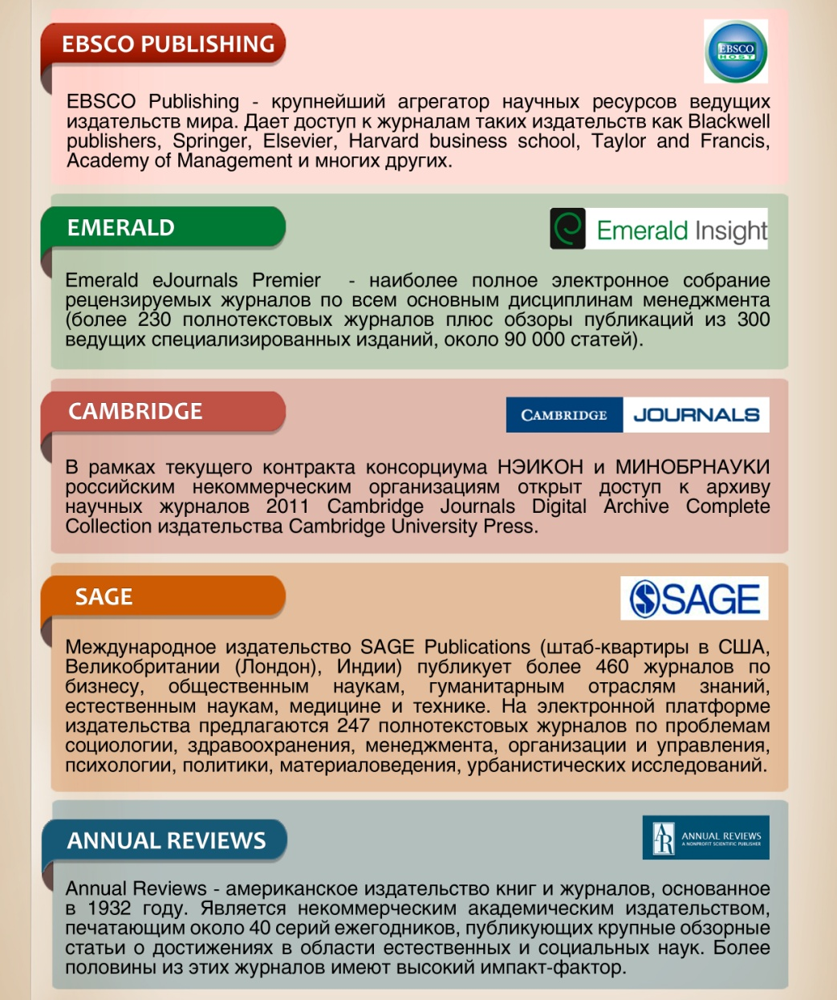 EBSCO PUBLISHING
EBSCO
HOST
EBSCO Publishing - крупнейший агрегатор научных ресурсов ведущих
издательств мира. Дает доступ к журналам таких издательств как Blackwell
publishers, Springer, Elsevier, Harvard business school, Taylor and Francis,
Academy of Management и многих других.
EMERALD
Emerald Insight
Emerald eJournals Premier - наиболее полное электронное собрание
рецензируемых журналов по всем основным дисциплинам менеджмента
(более 230 полнотекстовых журналов плюс обзоры публикаций из 300
ведущих специализированных изданий, около 90 000 статей).
CAMBRIDGE
CAMBRIDGE JOURNALS
В рамках текущего контракта консорциума НЭИКОН и МИНОБРНАУКИ
российским некоммерческим организациям открыт доступ к архиву
научных журналов 2011 Cambridge Journals Digital Archive Complete
Collection издательства Cambridge University Press.
SAGE
SAGE
Международное издательство SAGE Publications (штаб-квартиры в США,
Великобритании (Лондон), Индии) публикует более 460 журналов по
бизнесу, общественным наукам, гуманитарным отраслям знаний,
естественным наукам, медицине и технике. На электронной платформе
издательства предлагаются 247 полнотекстовых журналов по проблемам
социологии, здравоохранения, менеджмента, организации и управления,
психологии, политики, материаловедения, урбанистических исследований.
ANNUAL REVIEWS
AR
ANNUAL REVIEWS
A NONPROFIT SCIENTIFIC PUBLISHER
Annual Reviews - американское издательство книг и журналов, основанное
в 1932 году. Является некоммерческим академическим издательством,
печатающим около 40 серий ежегодников, публикующих крупные обзорные
статьи о достижениях в области естественных и социальных наук. Более
половины из этих журналов имеют высокий импакт-фактор.